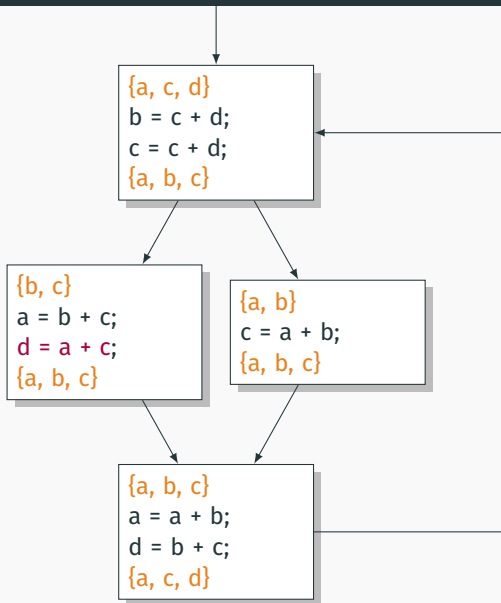 {a, c, d}
b = c + d;
c = c + d;
{a, b, c}
{b, c}
a = b + c;
d = a + c;
{a, b, c}
{a, b}
c = a + b;
{a, b, c}
{a, b, c}
a = a + b;
d = b + c;
{a, c, d}